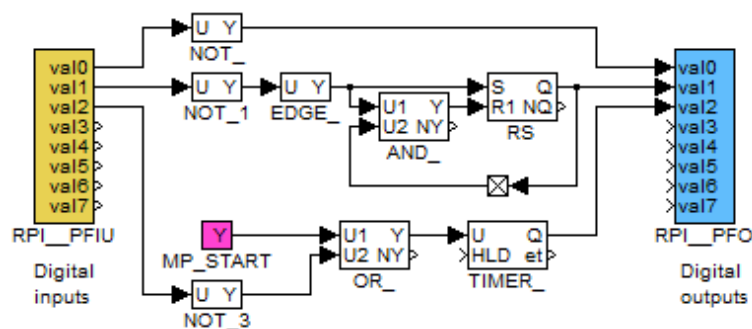 U Y
NOT_
val0
val1
val2
val3
val4
val5
val6
val7
RPI__PFIU
Digital
inputs
U Y
NOT_1
U Y
EDGE_
U1 Y
U2 NY
AND_
S Q
R1 NQ
RS
val0
val1
val2
val3
val4
val5
val6
val7
RPI__PFO
Digital
outputs
Y
MP_START
U1 Y
U2 NY
OR_
U Q
HLD et
TIMER_
U Y
NOT_3